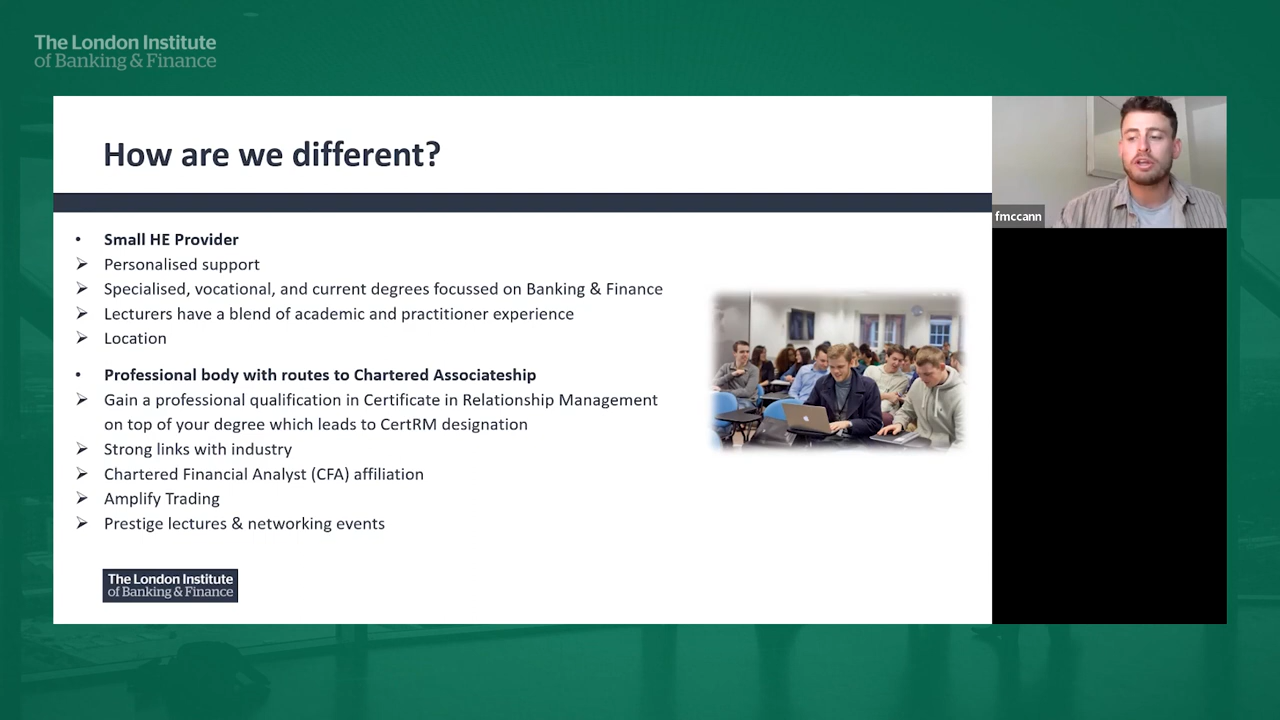 The London Institute
of Banking & Finance
How are we different?
• Small HE Provider
➢ Personalised support
➢ Specialised, vocational, and current degrees focussed on Banking & Finance
➢ Lecturers have a blend of academic and practitioner experience
➢ Location
• Professional body with routes to Chartered Associateship
➢ Gain a professional qualification in Certificate in Relationship Management
on top of your degree which leads to CertRM designation
➢ Strong links with industry
➢ Chartered Financial Analyst (CFA) affiliation
➢ Amplify Trading
➢ Prestige lectures & networking events
The London Institute
of Banking & Finance
fmccann